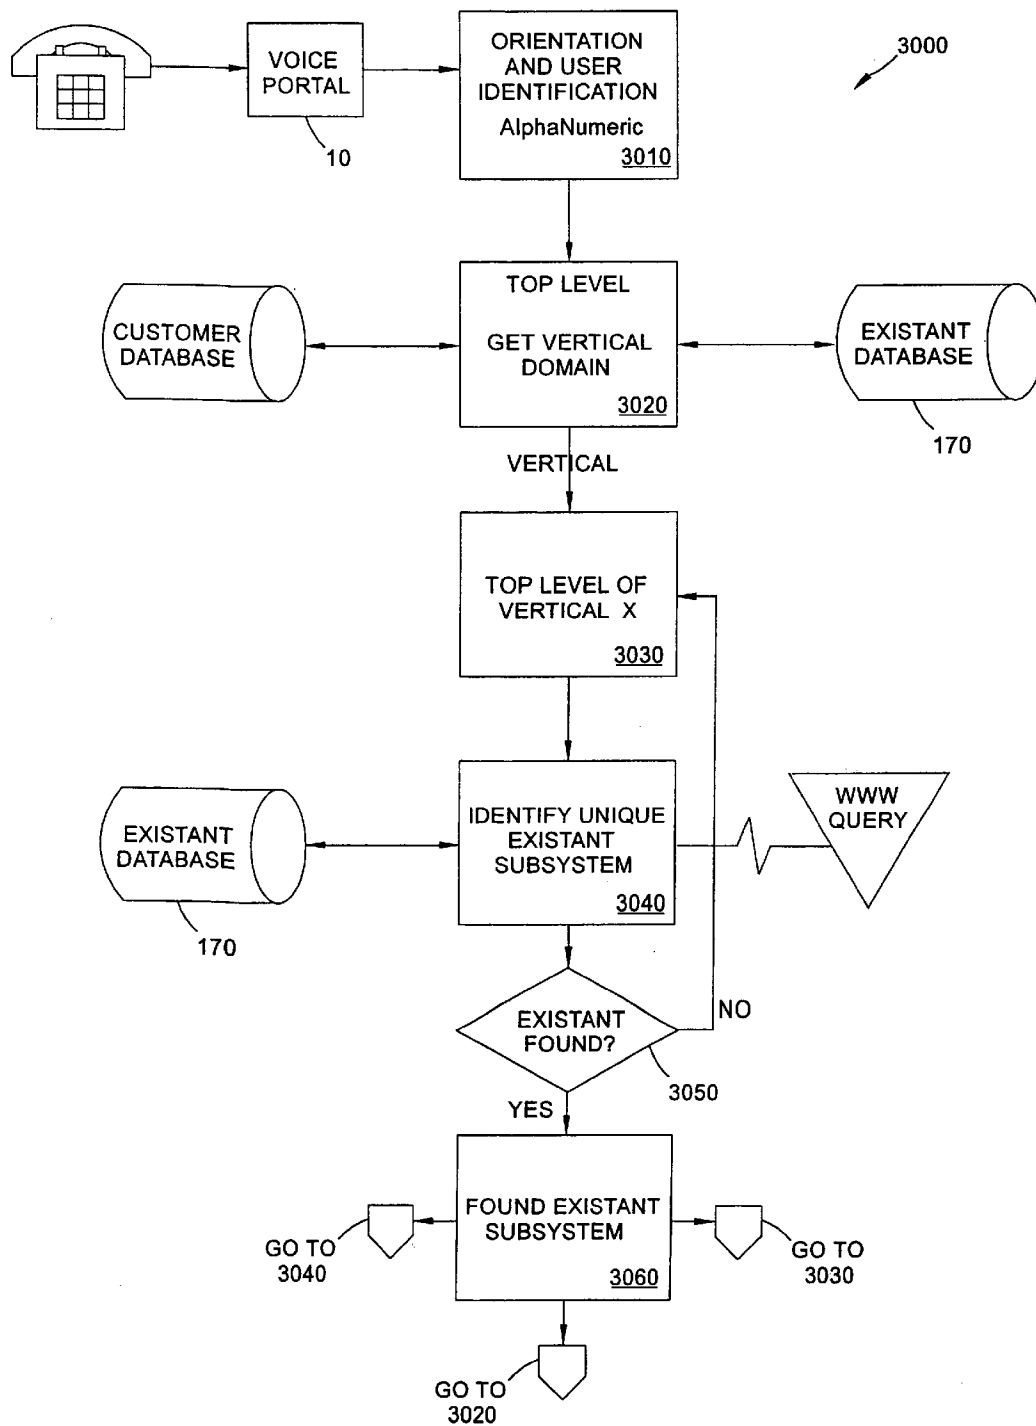 VOICE
PORTAL
10
ORIENTATION
AND USER
IDENTIFICATION
AlphaNumeric
3010
3000
CUSTOMER
DATABASE
TOP LEVEL
GET VERTICAL
DOMAIN
3020
EXISTANT
DATABASE
170
VERTICAL
TOP LEVEL OF
VERTICAL X
3030
EXISTANT
DATABASE
170
IDENTIFY UNIQUE
EXISTANT
SUBSYSTEM
3040
WWW
QUERY
EXISTANT
FOUND?
NO
3050
YES
FOUND EXISTANT
SUBSYSTEM
3060
GO TO
3040
GO TO
3030
GO TO
3020